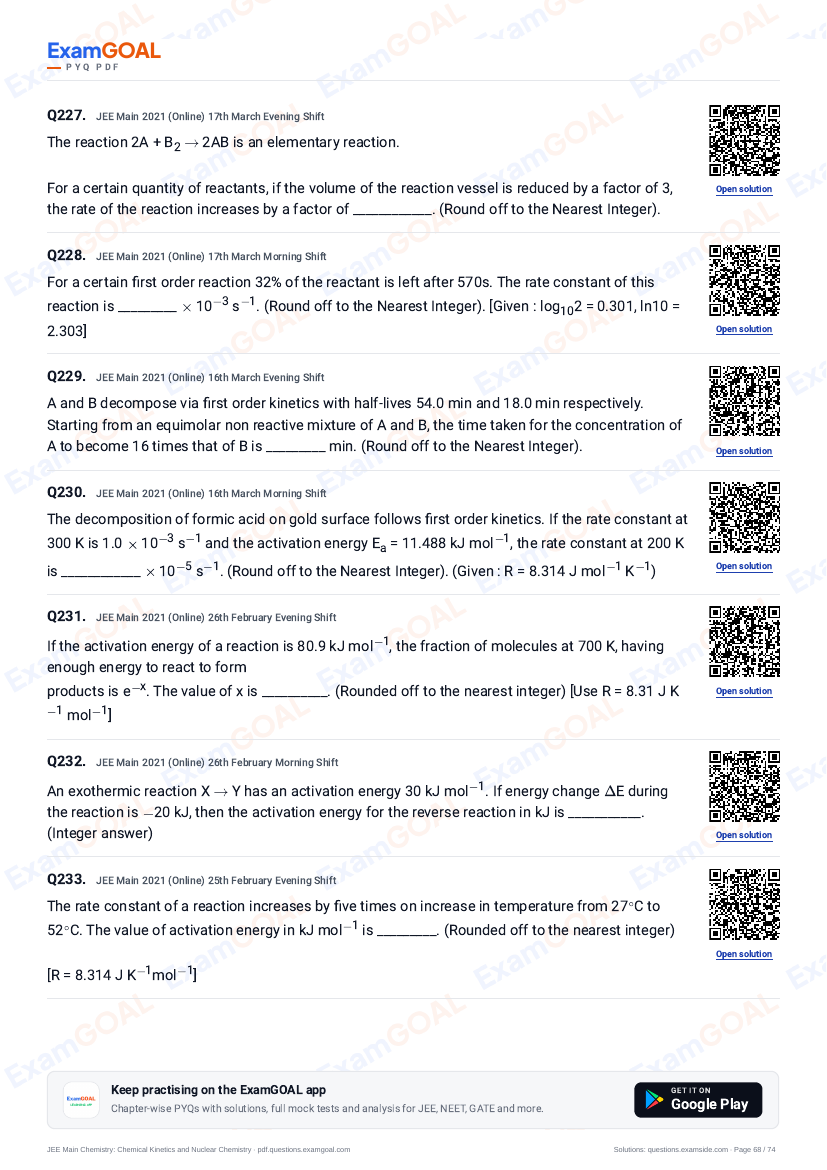 ExamGOAL
PYQ PDF
Q227. JEE Main 2021 (Online) 17th March Evening Shift
The reaction 2A + B₂ → 2AB is an elementary reaction.
For a certain quantity of reactants, if the volume of the reaction vessel is reduced by a factor of 3,
the rate of the reaction increases by a factor of ____________. (Round off to the Nearest Integer).
Open solution
Q228. JEE Main 2021 (Online) 17th March Morning Shift
For a certain first order reaction 32% of the reactant is left after 570s. The rate constant of this
reaction is _________ × 10⁻³ s⁻¹. (Round off to the Nearest Integer). [Given : log₁₀2 = 0.301, ln10 =
2.303]
Open solution
Q229. JEE Main 2021 (Online) 16th March Evening Shift
A and B decompose via first order kinetics with half-lives 54.0 min and 18.0 min respectively.
Starting from an equimolar non reactive mixture of A and B, the time taken for the concentration of
A to become 16 times that of B is _________ min. (Round off to the Nearest Integer).
Open solution
Q230. JEE Main 2021 (Online) 16th March Morning Shift
The decomposition of formic acid on gold surface follows first order kinetics. If the rate constant at
300 K is 1.0 × 10⁻³ s⁻¹ and the activation energy Eₐ = 11.488 kJ mol⁻¹, the rate constant at 200 K
is ____________ × 10⁻⁵ s⁻¹. (Round off to the Nearest Integer). (Given : R = 8.314 J mol⁻¹ K⁻¹)
Open solution
Q231. JEE Main 2021 (Online) 26th February Evening Shift
If the activation energy of a reaction is 80.9 kJ mol⁻¹, the fraction of molecules at 700 K, having
enough energy to react to form
products is e⁻ˣ. The value of x is __________. (Rounded off to the nearest integer) [Use R = 8.31 J K
⁻¹ mol⁻¹]
Open solution
Q232. JEE Main 2021 (Online) 26th February Morning Shift
An exothermic reaction X → Y has an activation energy 30 kJ mol⁻¹. If energy change ΔE during
the reaction is −20 kJ, then the activation energy for the reverse reaction in kJ is ___________.
(Integer answer)
Open solution
Q233. JEE Main 2021 (Online) 25th February Evening Shift
The rate constant of a reaction increases by five times on increase in temperature from 27°C to
52°C. The value of activation energy in kJ mol⁻¹ is _________. (Rounded off to the nearest integer)
[R = 8.314 J K⁻¹mol⁻¹]
Open solution
ExamGOAL
Keep practising on the ExamGOAL app
Chapter-wise PYQs with solutions, full mock tests and analysis for JEE, NEET, GATE and more.
GET IT ON
Google Play
JEE Main Chemistry: Chemical Kinetics and Nuclear Chemistry · pdf.questions.examgoal.com
Solutions: questions.examside.com · Page 68 / 74